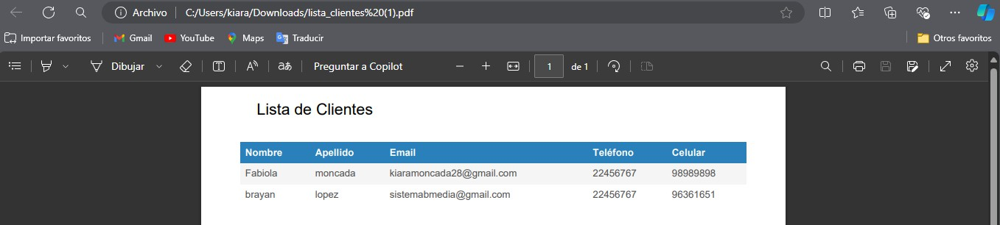 Archivo C:/Users/kiara/Downloads/lista_clientes%20(1).pdf
Importar favoritos Gmail YouTube Maps Traducir Otros favoritos
Dibujar A aあ Preguntar a Copilot 1 de 1
Lista de Clientes
Nombre Apellido Email Teléfono Celular
Fabiola moncada kiaramoncada28@gmail.com 22456767 98989898
brayan lopez sistemabmedia@gmail.com 22456767 96361651